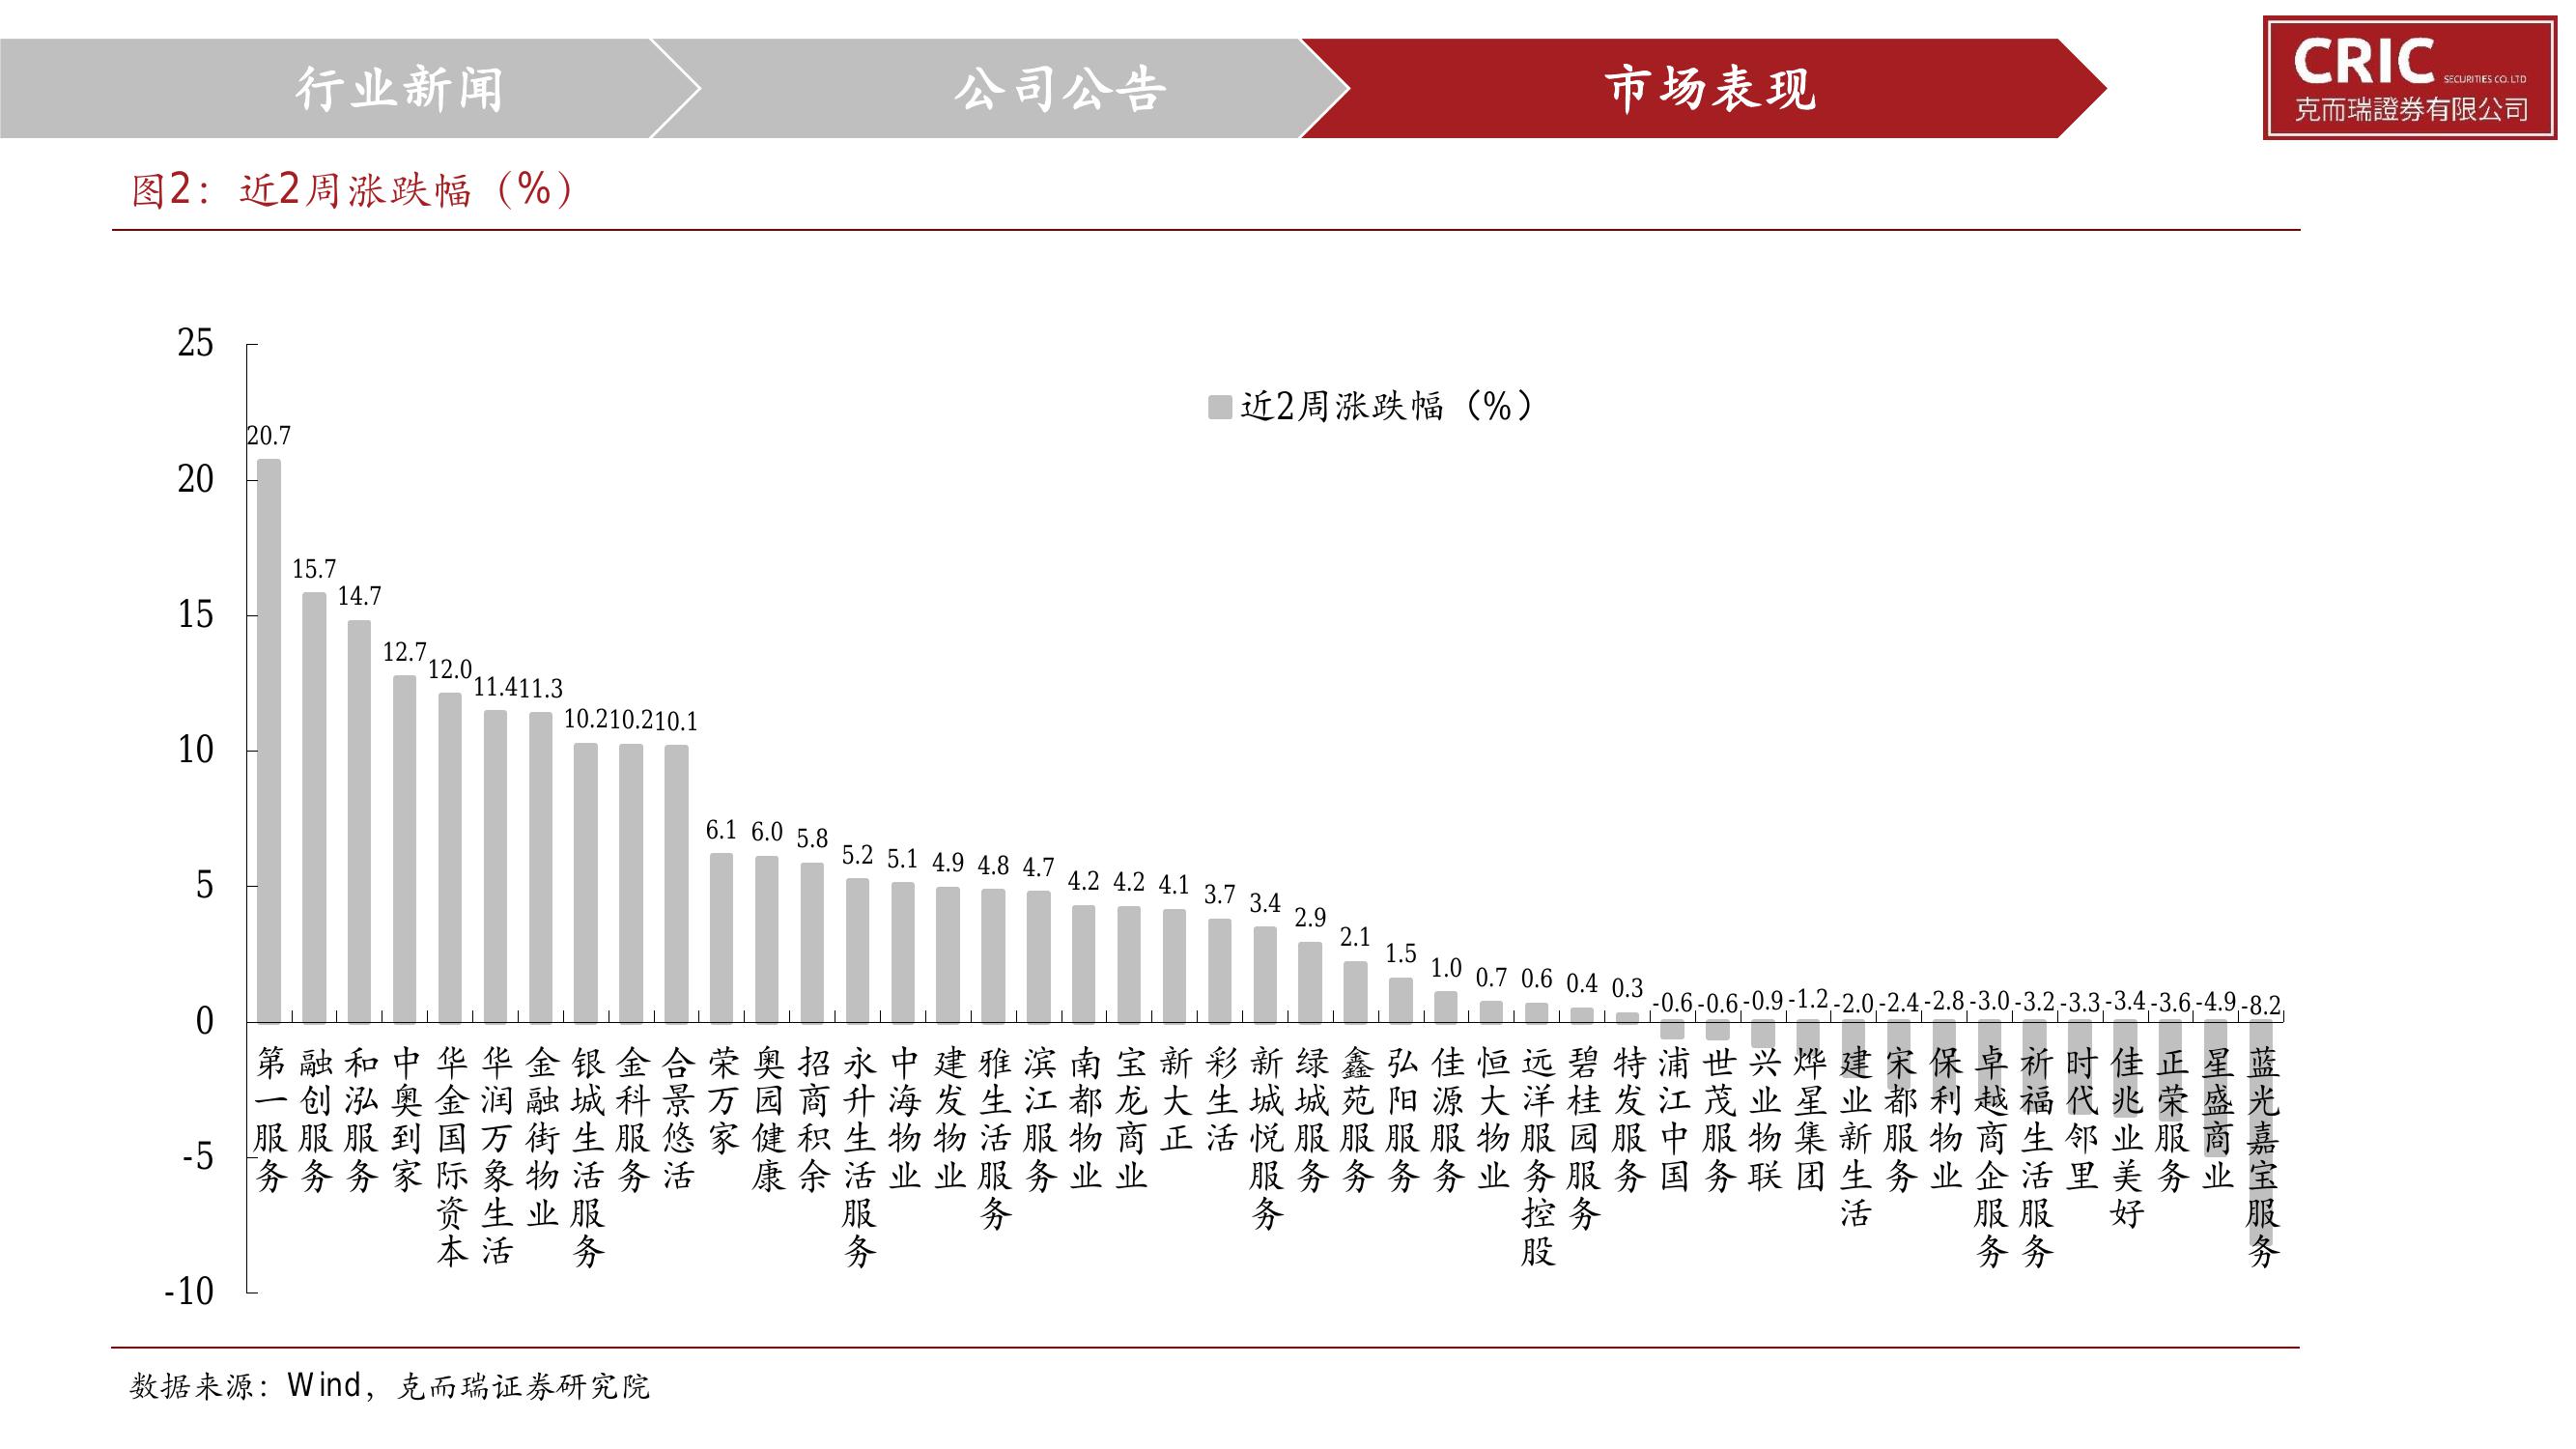 行业新闻
公司公告
市场表现
CRIC SECURITIES CO. LTD
克而瑞證券有限公司
图2：近2周涨跌幅（%）
近2周涨跌幅（%）
25
20
15
10
5
0
-5
-10
20.7
15.7
14.7
12.7
12.0
11.4
11.3
10.2
10.2
10.1
6.1
6.0
5.8
5.2
5.1
4.9
4.8
4.7
4.2
4.2
4.1
3.7
3.4
2.9
2.1
1.5
1.0
0.7
0.6
0.4
0.3
-0.6
-0.6
-0.9
-1.2
-2.0
-2.4
-2.8
-3.0
-3.2
-3.3
-3.4
-3.6
-4.9
-8.2
第一服务
融创服务
和泓服务
中奥到家
华金国际资本
华润万象生活
金融街物业
银城生活服务
金科服务
合景悠活
荣万家
奥园健康
招商积余
永升生活服务
中海物业
建发物业
雅生活服务
滨江服务
南都物业
宝龙商业
新大正
彩生活
新城悦服务
绿城服务
鑫苑服务
弘阳服务
佳源服务
恒大物业
远洋服务控股
碧桂园服务
特发服务
浦江中国
世茂服务
兴业物联
烨星集团
建业新生活
宋都服务
保利物业
卓越商企服务
祈福生活服务
时代邻里
佳兆业美好
正荣服务
星盛商业
蓝光嘉宝服务
数据来源：Wind，克而瑞证券研究院